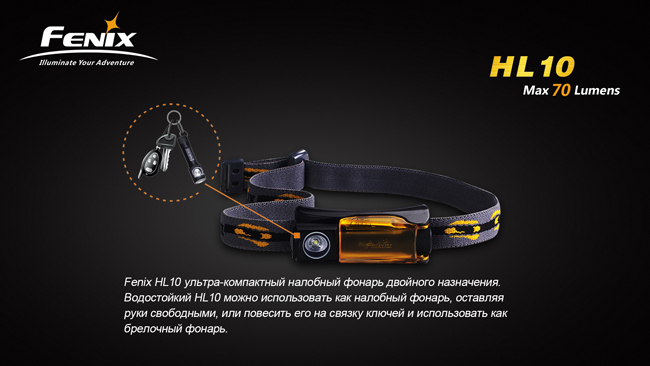 FENIX
Illuminate Your Adventure
HL10
Max 70 Lumens
Fenix HL10 ультра-компактный налобный фонарь двойного назначения.
Водостойкий HL10 можно использовать как налобный фонарь, оставляя
руки свободными, или повесить его на связку ключей и использовать как
брелочный фонарь.